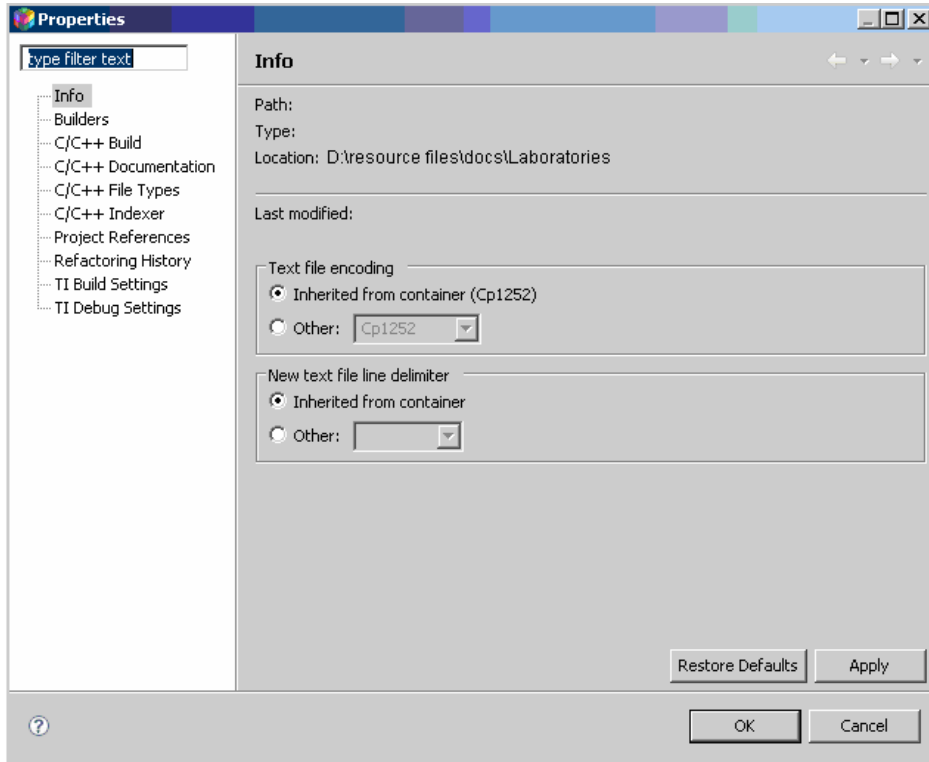 Properties
type filter text
Info
Builders
C/C++ Build
C/C++ Documentation
C/C++ File Types
C/C++ Indexer
Project References
Refactoring History
TI Build Settings
TI Debug Settings
Info
Path:
Type:
Location: D:\resource files\docs\Laboratories
Last modified:
Text file encoding
Inherited from container (Cp1252)
Other: Cp1252
New text file line delimiter
Inherited from container
Other:
Restore Defaults Apply
? OK Cancel